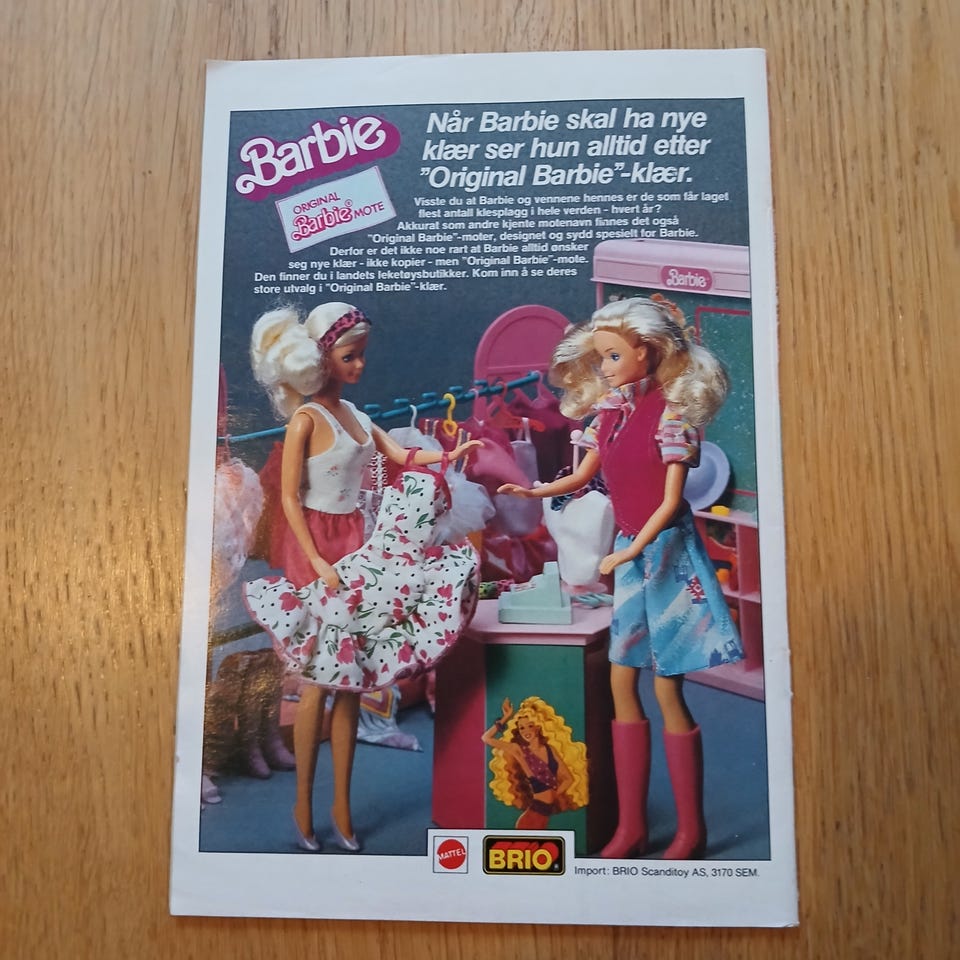 Barbie
ORIGINAL
Barbie® MOTE
Når Barbie skal ha nye
klær ser hun alltid etter
”Original Barbie”-klær.
Visste du at Barbie og vennene hennes er de som får laget
flest antall klesplagg i hele verden - hvert år?
Akkurat som andre kjente motenavn finnes det også
"Original Barbie"-moter, designet og sydd spesielt for Barbie.
Derfor er det ikke noe rart at Barbie alltid ønsker
seg nye klær - ikke kopier - men "Original Barbie"-mote.
Den finner du i landets leketøysbutikker. Kom inn å se deres
store utvalg i "Original Barbie"-klær.
Barbie
MATTEL
BRIO®
Import: BRIO Scanditoy AS, 3170 SEM.